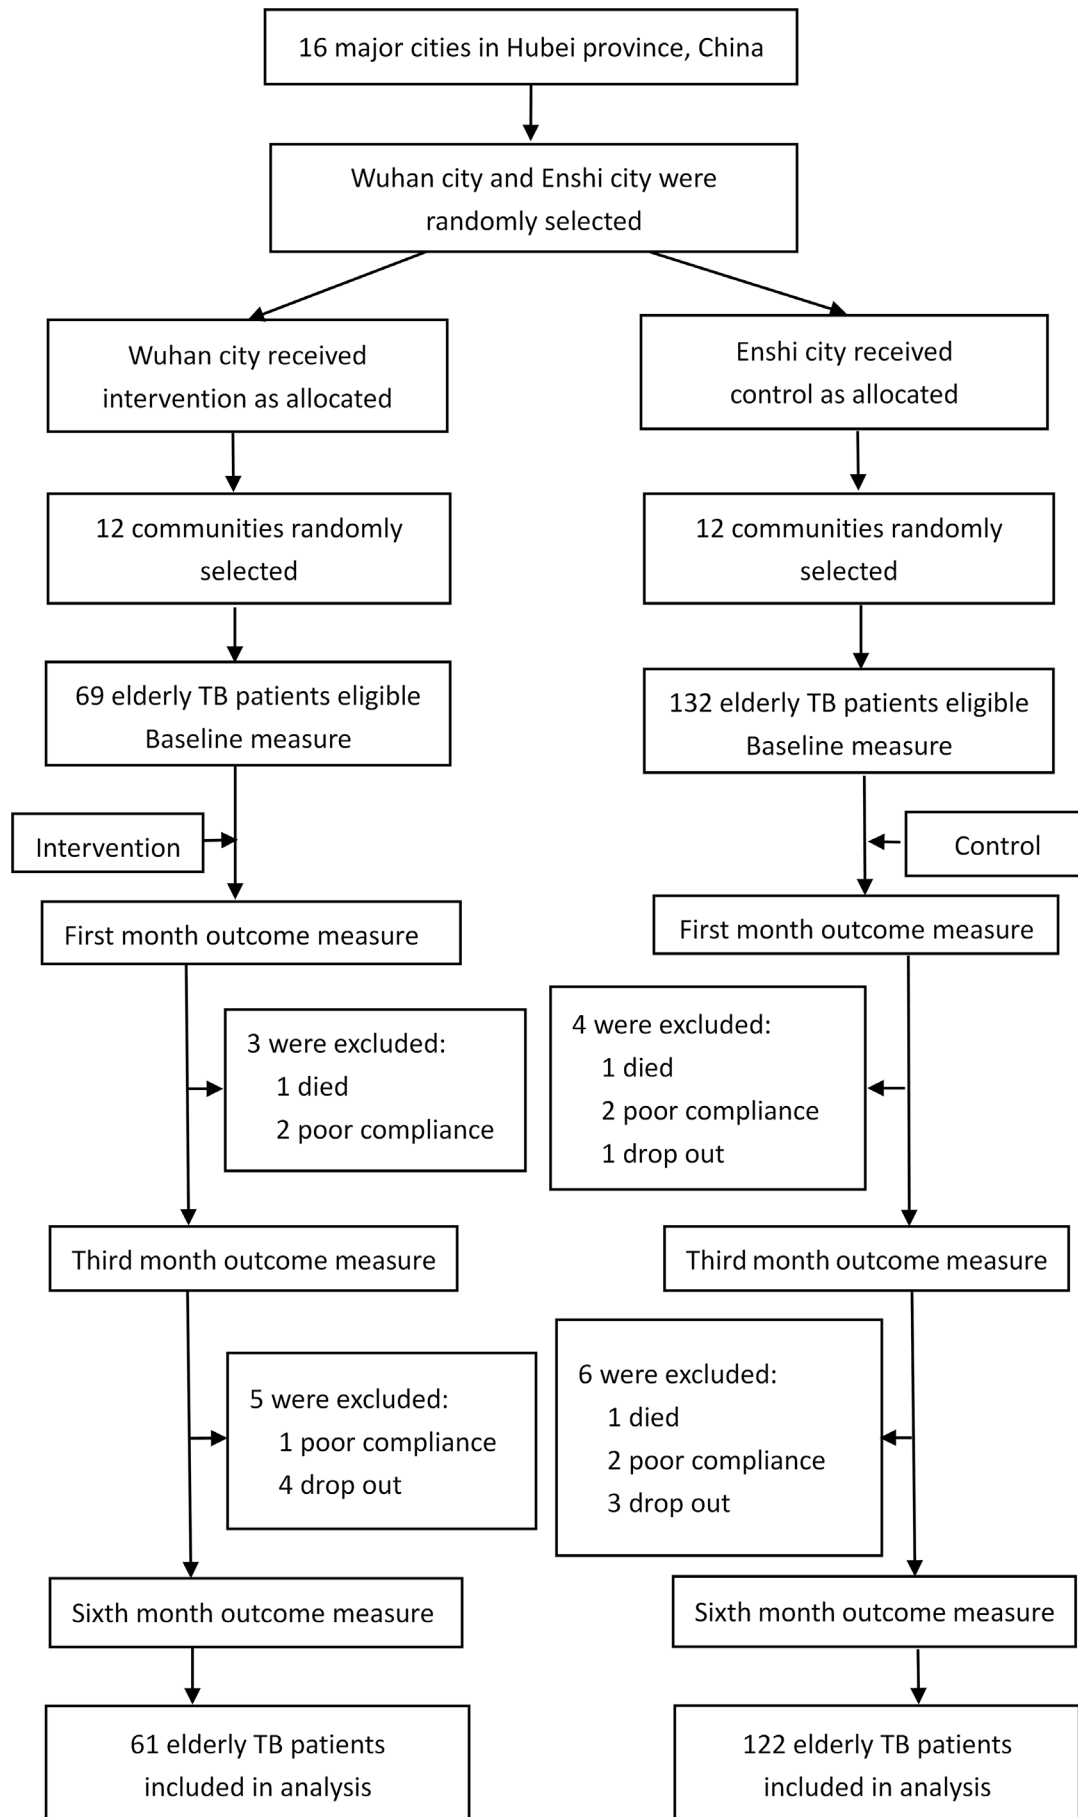 16 major cities in Hubei province, China
Wuhan city and Enshi city were
randomly selected
Wuhan city received
intervention as allocated
Enshi city received
control as allocated
12 communities randomly
selected
12 communities randomly
selected
69 elderly TB patients eligible
Baseline measure
132 elderly TB patients eligible
Baseline measure
Intervention
Control
First month outcome measure
First month outcome measure
3 were excluded:
1 died
2 poor compliance
4 were excluded:
1 died
2 poor compliance
1 drop out
Third month outcome measure
Third month outcome measure
5 were excluded:
1 poor compliance
4 drop out
6 were excluded:
1 died
2 poor compliance
3 drop out
Sixth month outcome measure
Sixth month outcome measure
61 elderly TB patients
included in analysis
122 elderly TB patients
included in analysis